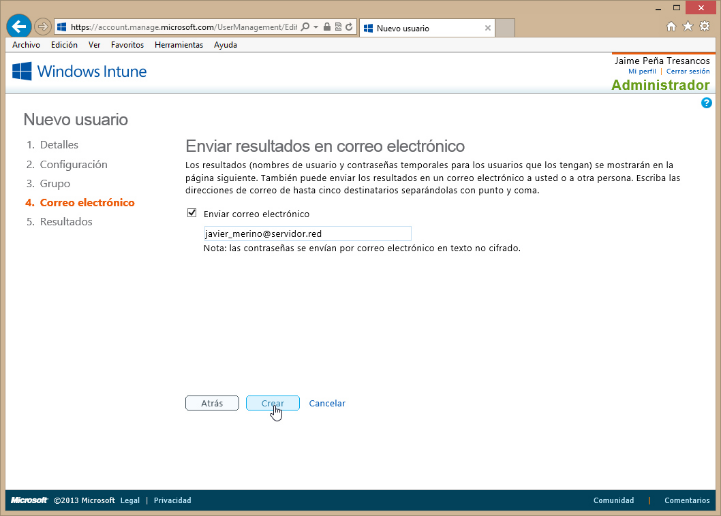 https://account.manage.microsoft.com/UserManagement/Edi
Nuevo usuario
Archivo Edición Ver Favoritos Herramientas Ayuda
Windows Intune
Jaime Peña Tresancos
Mi perfil | Cerrar sesión
Administrador
?
Nuevo usuario
1. Detalles
2. Configuración
3. Grupo
4. Correo electrónico
5. Resultados
Enviar resultados en correo electrónico
Los resultados (nombres de usuario y contraseñas temporales para los usuarios que los tengan) se mostrarán en la
página siguiente. También puede enviar los resultados en un correo electrónico a usted o a otra persona. Escriba las
direcciones de correo de hasta cinco destinatarios separándolas con punto y coma.
Enviar correo electrónico
javier_merino@servidor.red
Nota: las contraseñas se envían por correo electrónico en texto no cifrado.
Atrás Crear Cancelar
Microsoft ©2013 Microsoft Legal | Privacidad
Comunidad | Comentarios